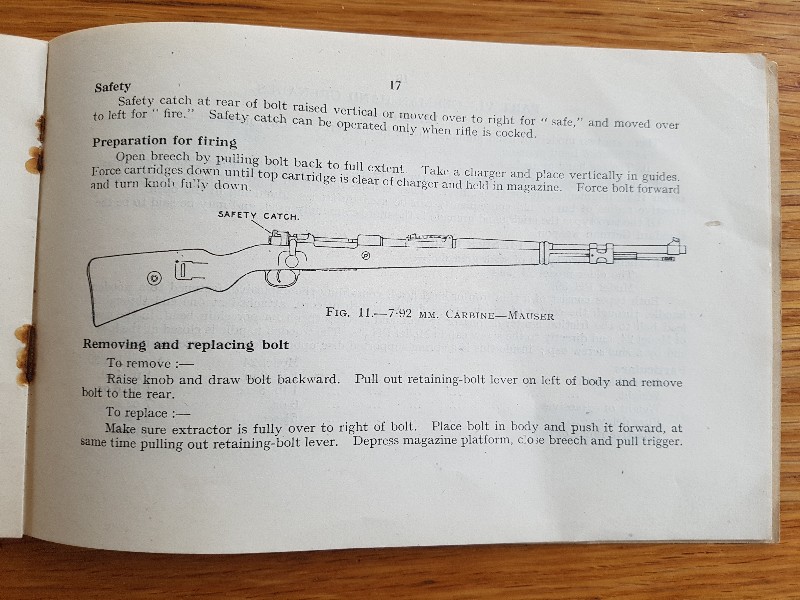 17
Safety
Safety catch at rear of bolt raised vertical or moved over to right for "safe," and moved over
to left for "fire." Safety catch can be operated only when rifle is cocked.
Preparation for firing
Open breech by pulling bolt back to full extent. Take a charger and place vertically in guides.
Force cartridges down until top cartridge is clear of charger and held in magazine. Force bolt forward
and turn knob fully down.
SAFETY CATCH.
FIG. 11.—7·92 MM. CARBINE—MAUSER
Removing and replacing bolt
To remove :—
Raise knob and draw bolt backward. Pull out retaining-bolt lever on left of body and remove
bolt to the rear.
To replace :—
Make sure extractor is fully over to right of bolt. Place bolt in body and push it forward, at
same time pulling out retaining-bolt lever. Depress magazine platform, close breech and pull trigger.